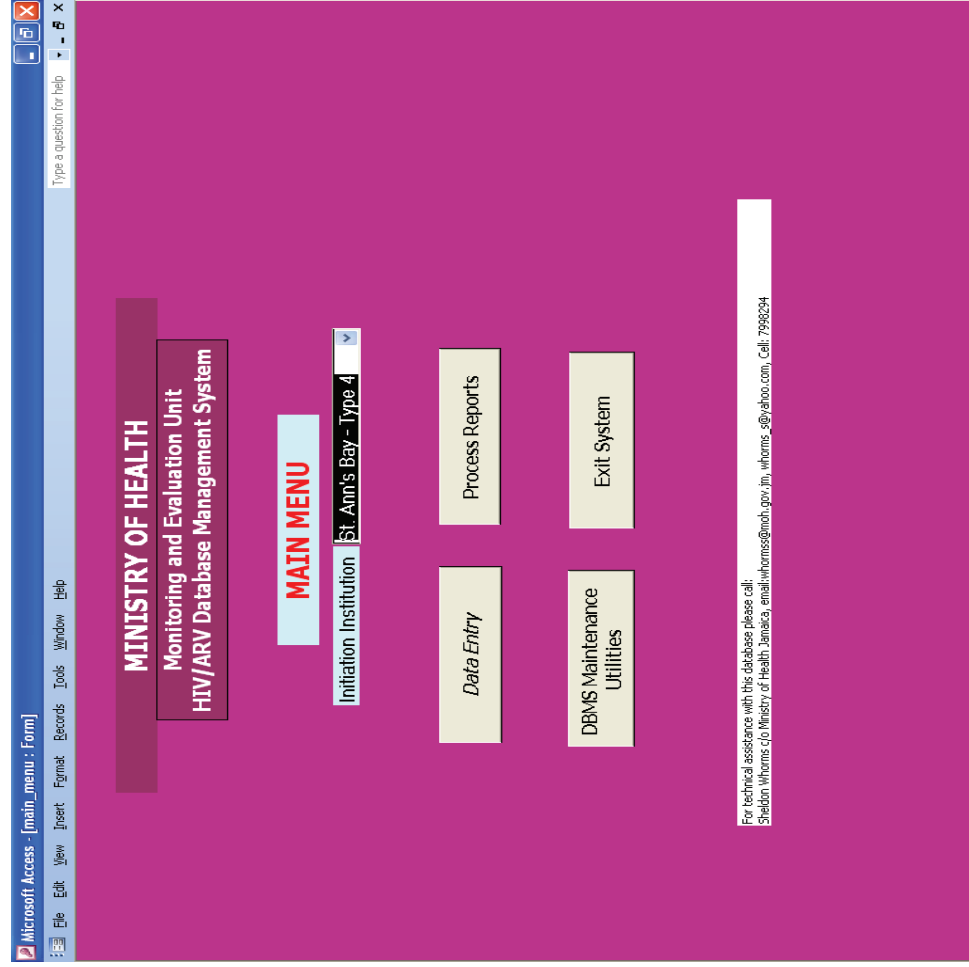 Microsoft Access - [main_menu : Form]
File Edit View Insert Format Records Tools Window Help Type a question for help
MINISTRY OF HEALTH
Monitoring and Evaluation Unit
HIV/ARV Database Management System
MAIN MENU
Initiation Institution St. Ann's Bay - Type 4
Data Entry Process Reports
DBMS Maintenance
Utilities
Exit System
For technical assistance with this database please call:
Sheldon Whorms c/o Ministry of Health Jamaica, email:whormss@moh.gov.jm, whorms_s@yahoo.com, Cell: 7998294